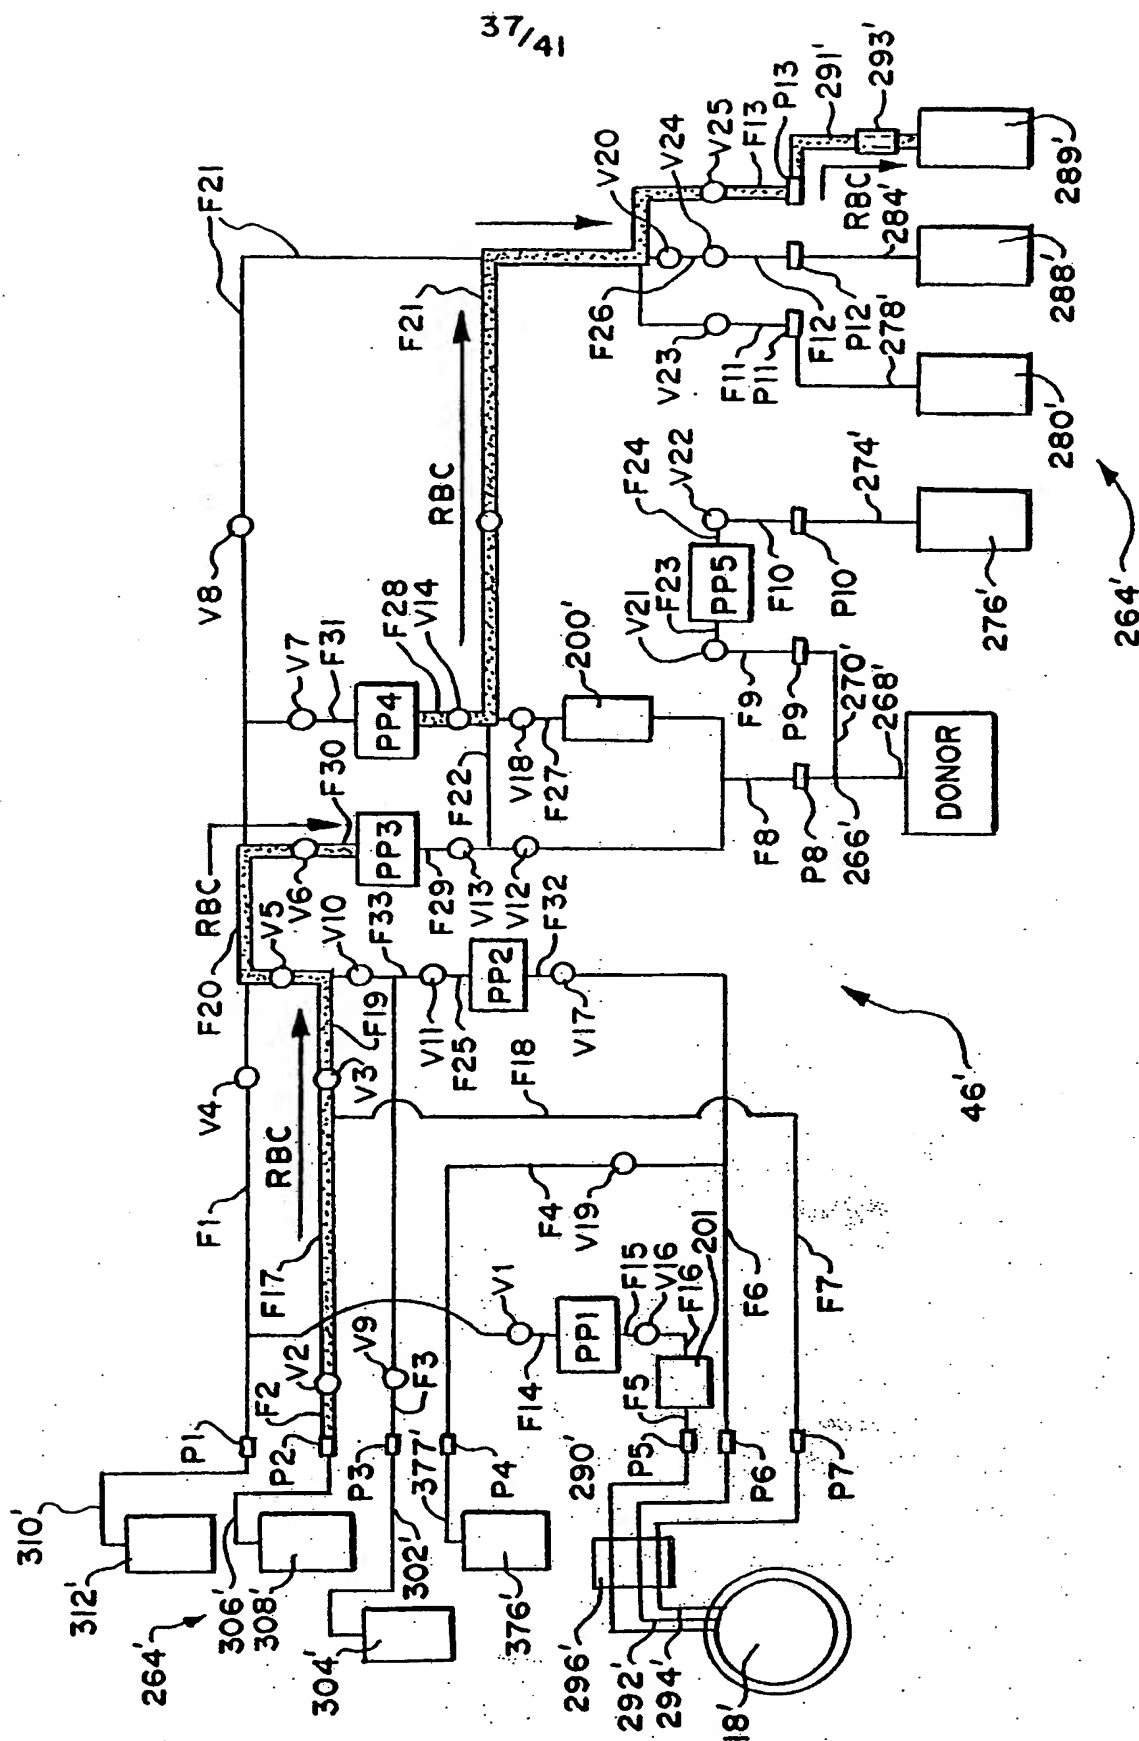 37/41
F21
V8
V7
F31
PP4
F28
V14
RBC
F21
V20
V24
V25
F13
P13
291'
293'
RBC
289'
284'
288'
P12
F12
278'
280'
F26
V23
F11
P11
F24
V22
274'
PP5
F10
P10
276'
264'
F23
V21
F9
P9
270'
268'
200'
V18
F27
F22
F30
PP3
RBC
F20
V6
V5
V10
F33
F29
V13
V12
F32
F8
P8
266'
DONOR
PP2
V11
F25
V17
F19
V3
F18
V4
RBC
F1
F17
46'
F4
V19
V1
F15
V16
F16
201
PP1
F14
F6
F7
V9
F3
V2
F2
P1
P2
P3
377'
P4
F5
P5
290'
P6
P7
310'
312'
306'
308'
264'
302'
304'
376'
296'
292'
294'
18'